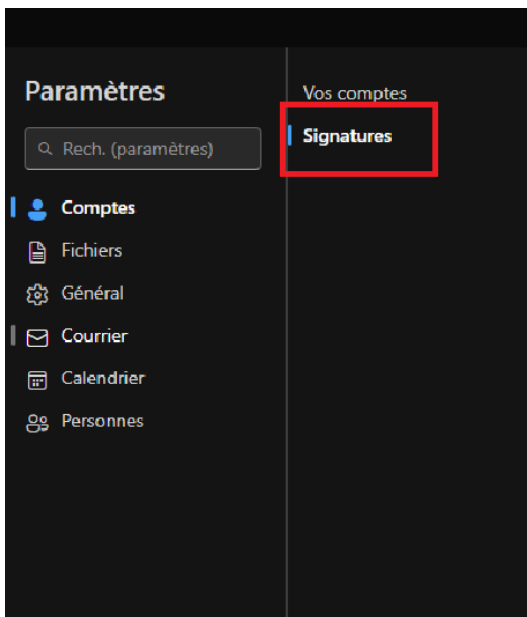 Paramètres
Rech. (paramètres)
Comptes
Fichiers
Général
Courrier
Calendrier
Personnes
Vos comptes
Signatures